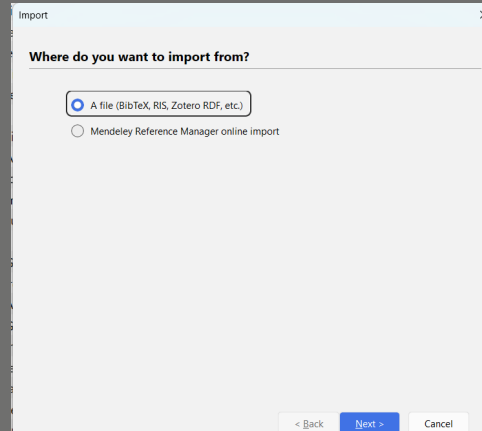 Import
Where do you want to import from?
A file (BibTeX, RIS, Zotero RDF, etc.)
Mendeley Reference Manager online import
< Back Next > Cancel